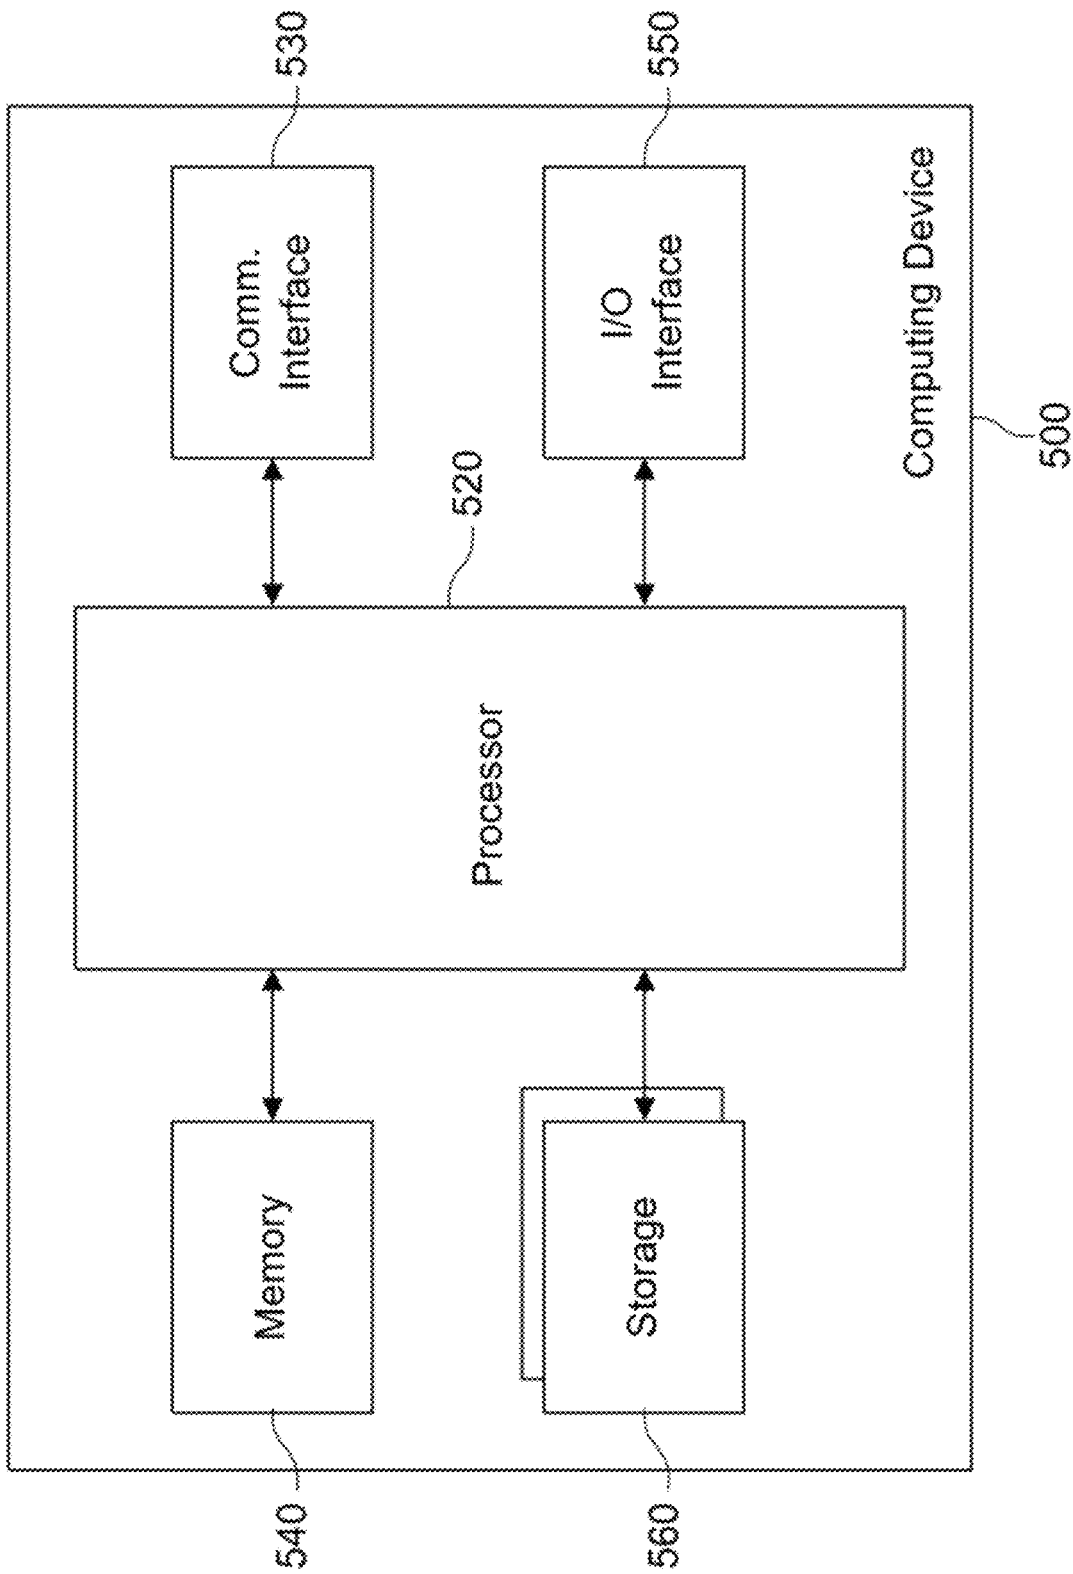 540
Memory
560
Storage
Processor
520
530
Comm.
Interface
550
I/O
Interface
Computing Device
500